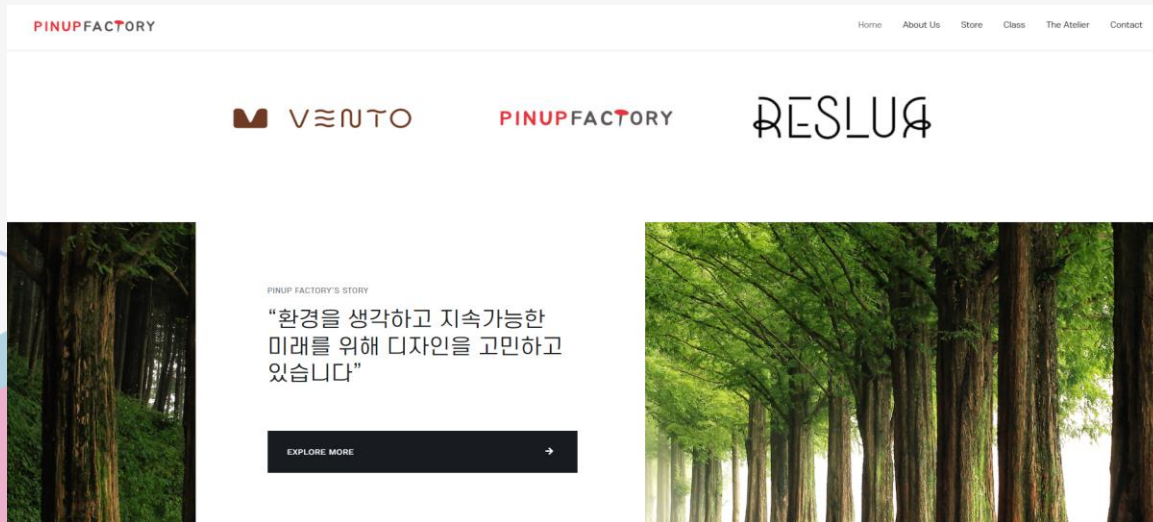 PINUPFACTORY
Home About Us Store Class The Atelier Contact
VENTO PINUPFACTORY RESLUR
PINUP FACTORY'S STORY
“환경을 생각하고 지속가능한
미래를 위해 디자인을 고민하고
있습니다”
EXPLORE MORE